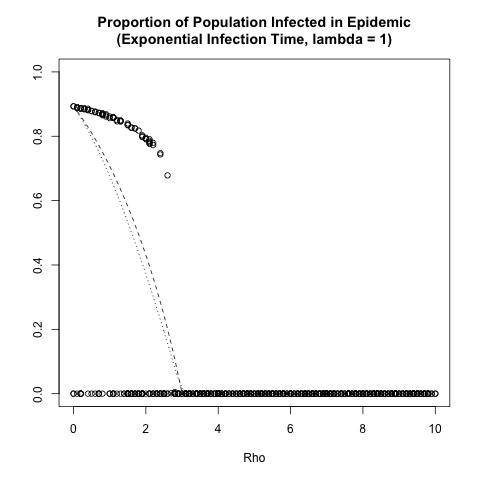 Proportion of Population Infected in Epidemic
(Exponential Infection Time, lambda = 1)
1.0
0.8
0.6
0.4
0.2
0.0
0 2 4 6 8 10
Rho